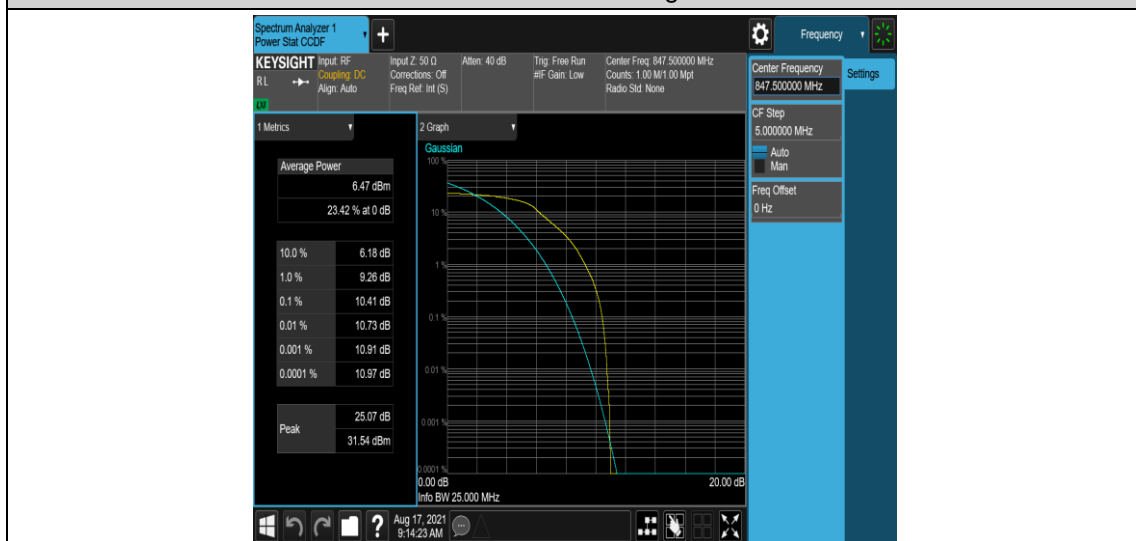 Spectrum Analyzer 1
Power Stat CCDF
Frequency
KEYSIGHT
RL
Input: RF
Coupling: DC
Align: Auto
Input Z: 50 Ω
Corrections: Off
Freq Ref: Int (S)
Atten: 40 dB
Trig: Free Run
#IF Gain: Low
Center Freq: 847.500000 MHz
Counts: 1.00 M/1.00 Mpt
Radio Std: None
Center Frequency
847.500000 MHz
Settings
CF Step
5.000000 MHz
Auto
Man
Freq Offset
0 Hz
1 Metrics
Average Power
6.47 dBm
23.42 % at 0 dB
10.0 % 6.18 dB
1.0 % 9.26 dB
0.1 % 10.41 dB
0.01 % 10.73 dB
0.001 % 10.91 dB
0.0001 % 10.97 dB
Peak
25.07 dB
31.54 dBm
2 Graph
Gaussian
100 %
10 %
1 %
0.1 %
0.01 %
0.001 %
0.0001 %
0.00 dB
20.00 dB
Info BW 25.000 MHz
Aug 17, 2021
9:14:23 AM